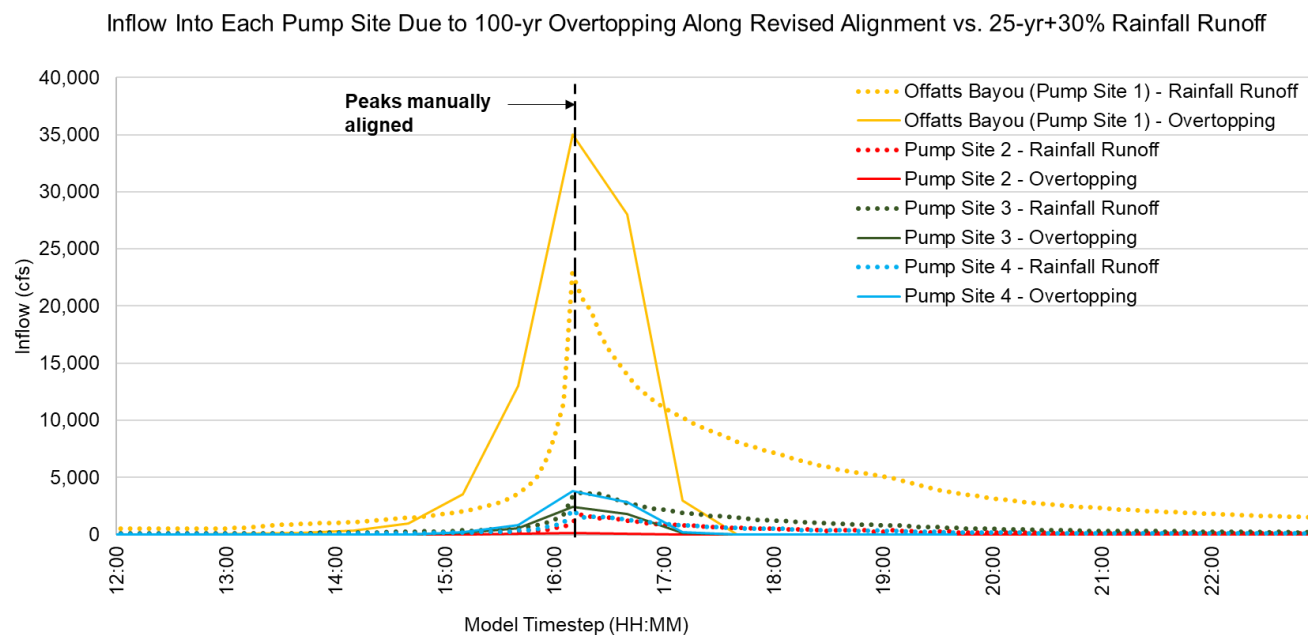 Inflow Into Each Pump Site Due to 100-yr Overtopping Along Revised Alignment vs. 25-yr+30% Rainfall Runoff
40,000
35,000
30,000
25,000
20,000
15,000
10,000
5,000
0
Inflow (cfs)
Peaks manually
aligned
Offatts Bayou (Pump Site 1) - Rainfall Runoff
Offatts Bayou (Pump Site 1) - Overtopping
Pump Site 2 - Rainfall Runoff
Pump Site 2 - Overtopping
Pump Site 3 - Rainfall Runoff
Pump Site 3 - Overtopping
Pump Site 4 - Rainfall Runoff
Pump Site 4 - Overtopping
12:00
13:00
14:00
15:00
16:00
17:00
18:00
19:00
20:00
21:00
22:00
Model Timestep (HH:MM)